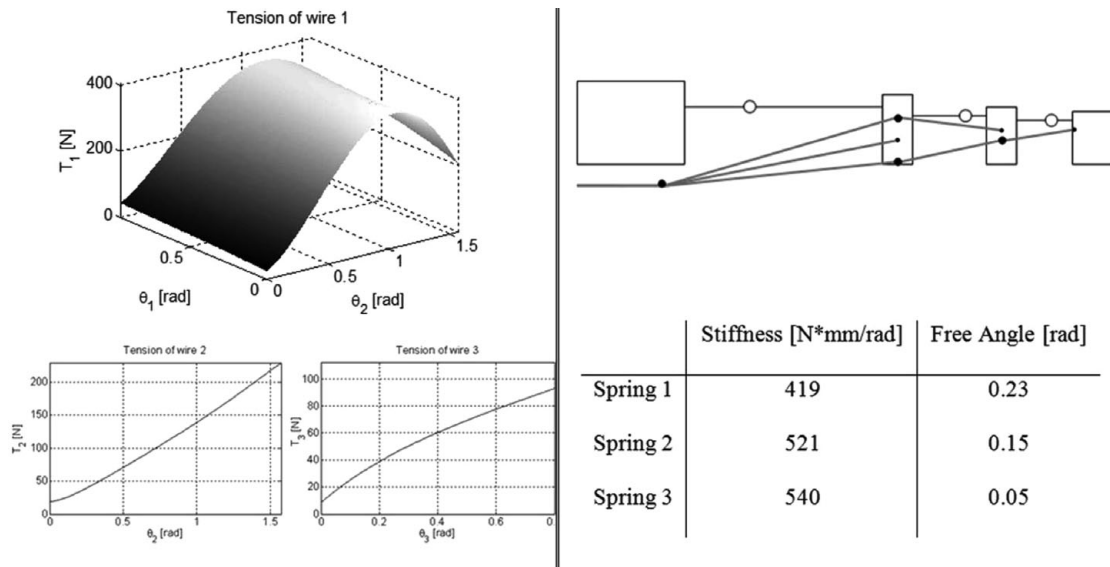 Tension of wire 1
400
200
0
T1 [N]
0.5
0
θ1 [rad]
0
0.5
1
1.5
θ2 [rad]
Tension of wire 2
200
150
100
50
0
T2 [N]
0
0.5
1
1.5
θ2 [rad]
Tension of wire 3
100
80
60
40
20
0
T3 [N]
0
0.2
0.4
0.6
0.
θ3 [rad]
Stiffness [N*mm/rad] Free Angle [rad]
Spring 1 419 0.23
Spring 2 521 0.15
Spring 3 540 0.05